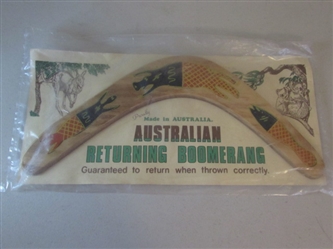 Made in AUSTRALIA.
AUSTRALIAN
RETURNING BOOMERANG
Guaranteed to return when thrown correctly.